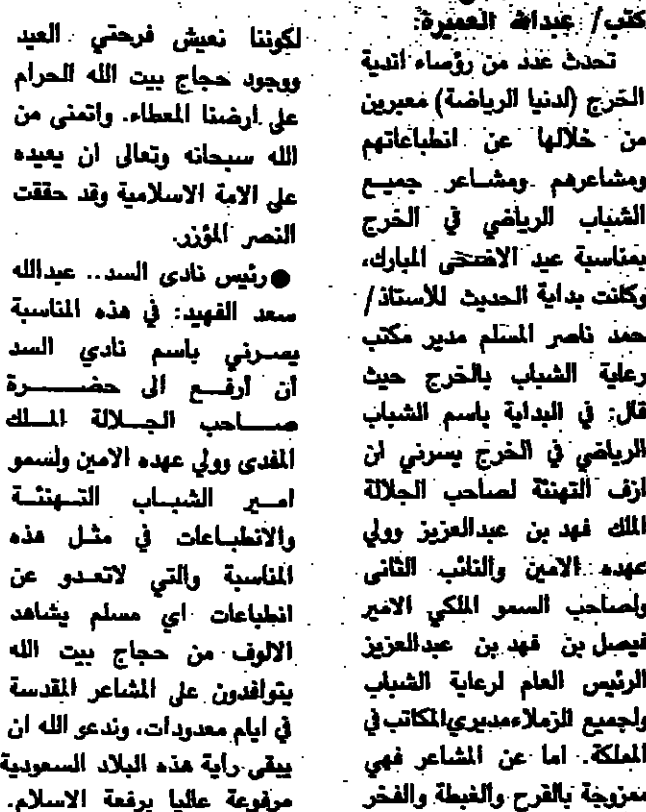 كتب/ عبدالله العميرة:
تحدث عدد من رؤساء اندية
الخرج (لدنيا الرياضة) معبرين
من خلالها عن انطباعاتهم
ومشاعرهم ومشاعر جميع
الشباب الرياضي في الخرج
بمناسبة عيد الاضحى المبارك،
وكانت بداية الحديث للأستاذ/
حمد ناصر المسلم مدير مكتب
رعاية الشباب بالخرج حيث
قال: في البداية باسم الشباب
الرياضي في الخرج يسرني ان
ازف التهنئة لصاحب الجلالة
الملك فهد بن عبدالعزيز وولي
عهده الامين والنائب الثانى
ولصاحب السمو الملكي الامير
فيصل بن فهد بن عبدالعزيز
الرئيس العام لرعاية الشباب
ولجميع الزملاء مديري المكاتب في
المملكة. اما عن المشاعر فهي
ممزوجة بالفرح والغبطة والفخر
لكوننا نعيش فرحتي العيد
ووجود حجاج بيت الله الحرام
على ارضنا المعطاء. واتمنى من
الله سبحانه وتعالى ان يعيده
على الامة الاسلامية وقد حققت
النصر المؤزر.
●رئيس نادى السد.. عبدالله
سعد الفهيد: في هذه المناسبة
يسرني باسم نادي السد
أن أرفع الى حضرة
صاحب الجلالة الملك
المفدى وولي عهده الامين ولسمو
امير الشباب التهنئة
والانطباعات في مثل هذه
المناسبة والتي لاتعدو عن
انطباعات اي مسلم يشاهد
الالوف من حجاج بيت الله
يتوافدون على المشاعر المقدسة
في ايام معدودات، وندعو الله ان
يبقى راية هذه البلاد السعودية
مرفوعة عاليا برفعة الاسلام.